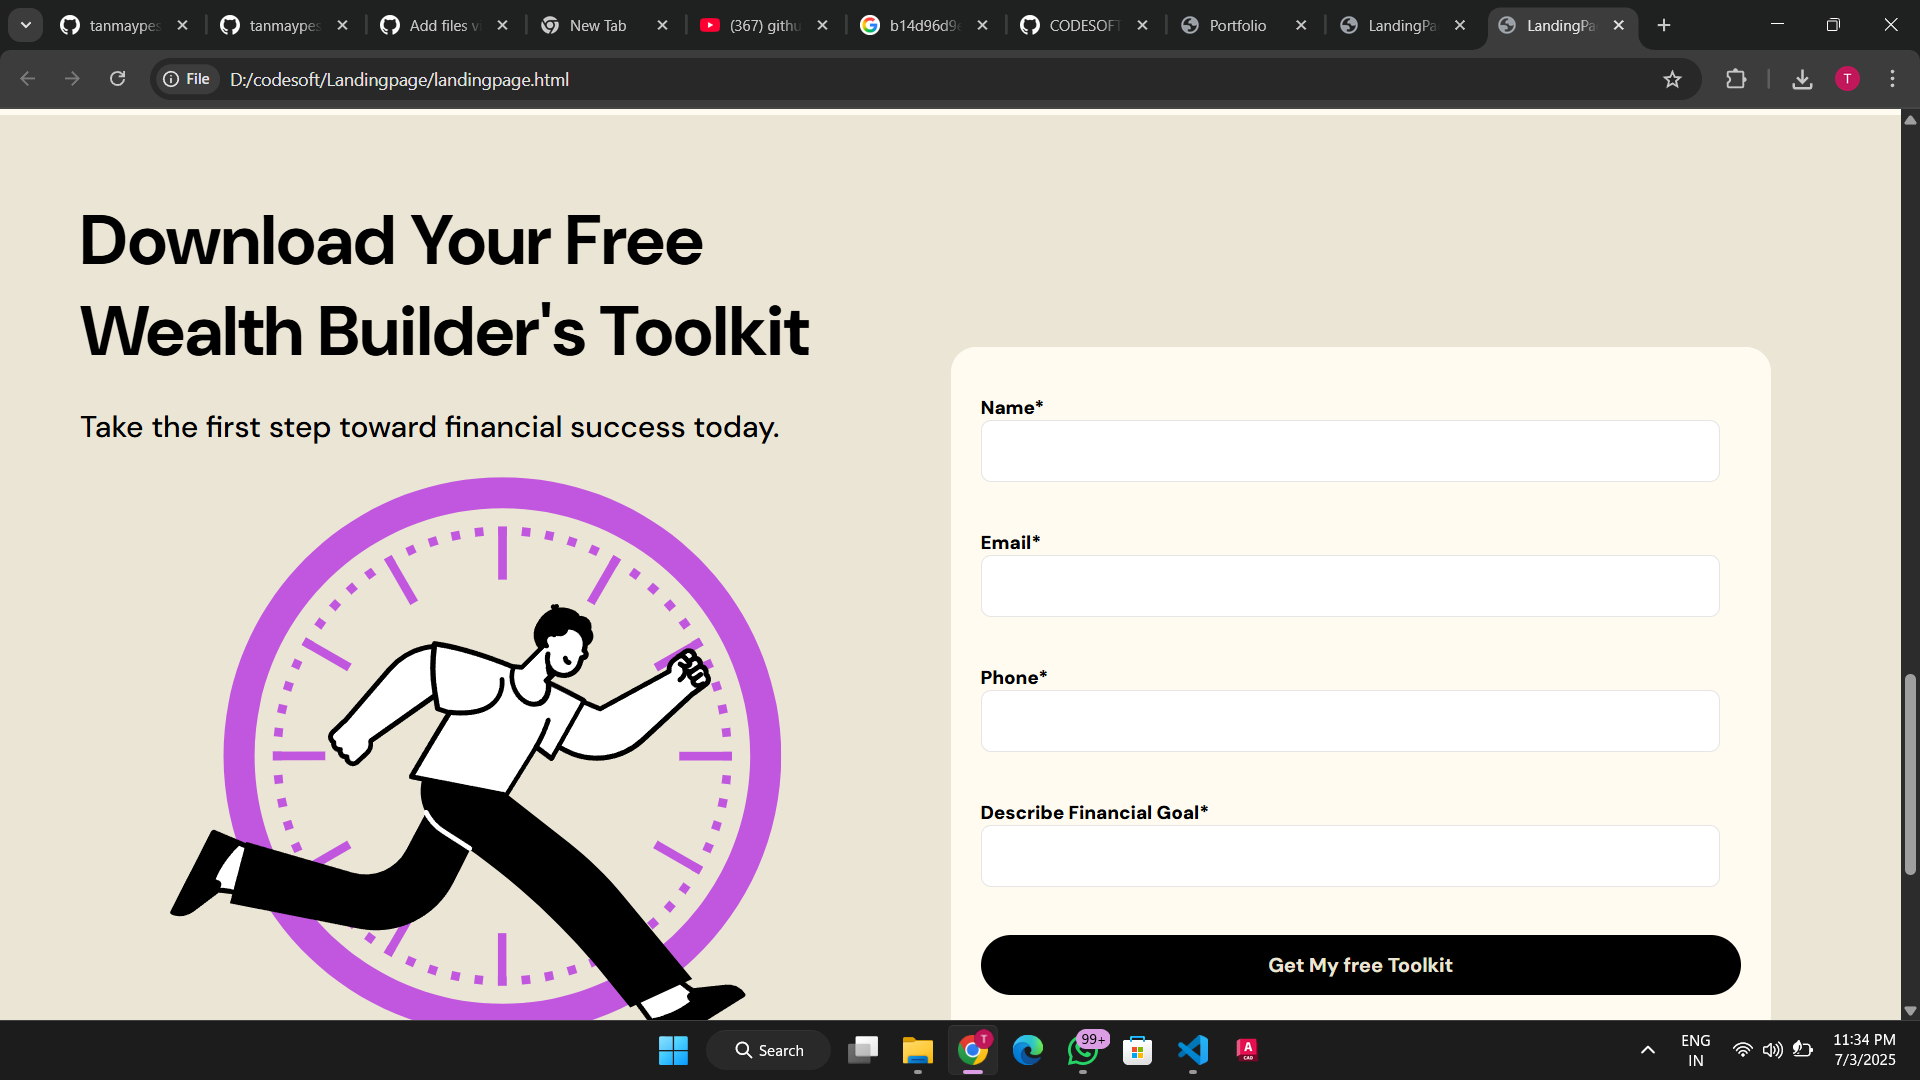 tanmaypes
tanmaypes
Add files vi
New Tab
(367) githu
b14d96d9
CODESOFT
Portfolio
LandingPa
LandingPa
File
D:/codesoft/Landingpage/landingpage.html
T
Download Your Free
Wealth Builder's Toolkit
Take the first step toward financial success today.
Name*
Email*
Phone*
Describe Financial Goal*
Get My free Toolkit
Search
T
99+
A
CAD
ENG
IN
11:34 PM
7/3/2025